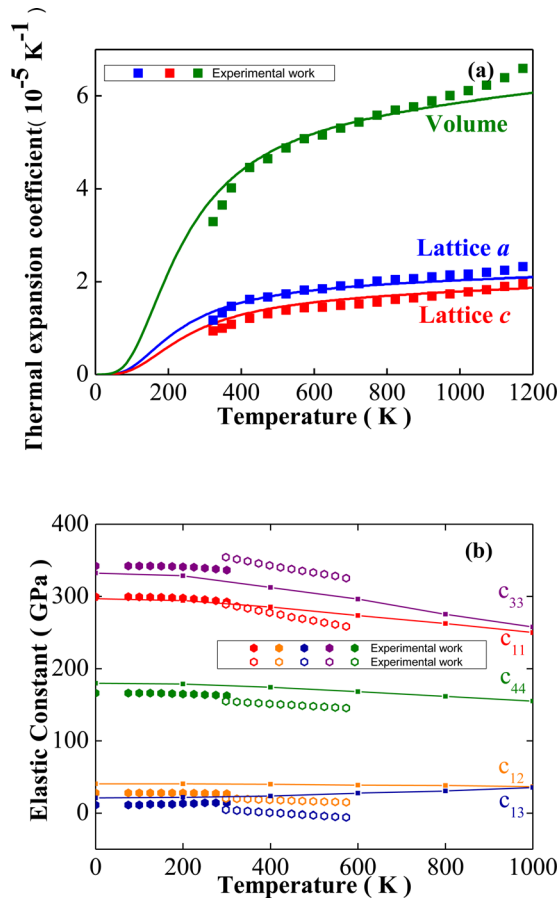 Thermal expansion coefficient( 10⁻⁵ K⁻¹)
6
4
2
0
Experimental work
(a)
Volume
Lattice a
Lattice c
0 200 400 600 800 1000 1200
Temperature ( K )
Elastic Constant ( GPa)
400
300
200
100
0
(b)
Experimental work
Experimental work
c₃₃
c₁₁
c₄₄
c₁₂
c₁₃
0 200 400 600 800 1000
Temperature ( K )